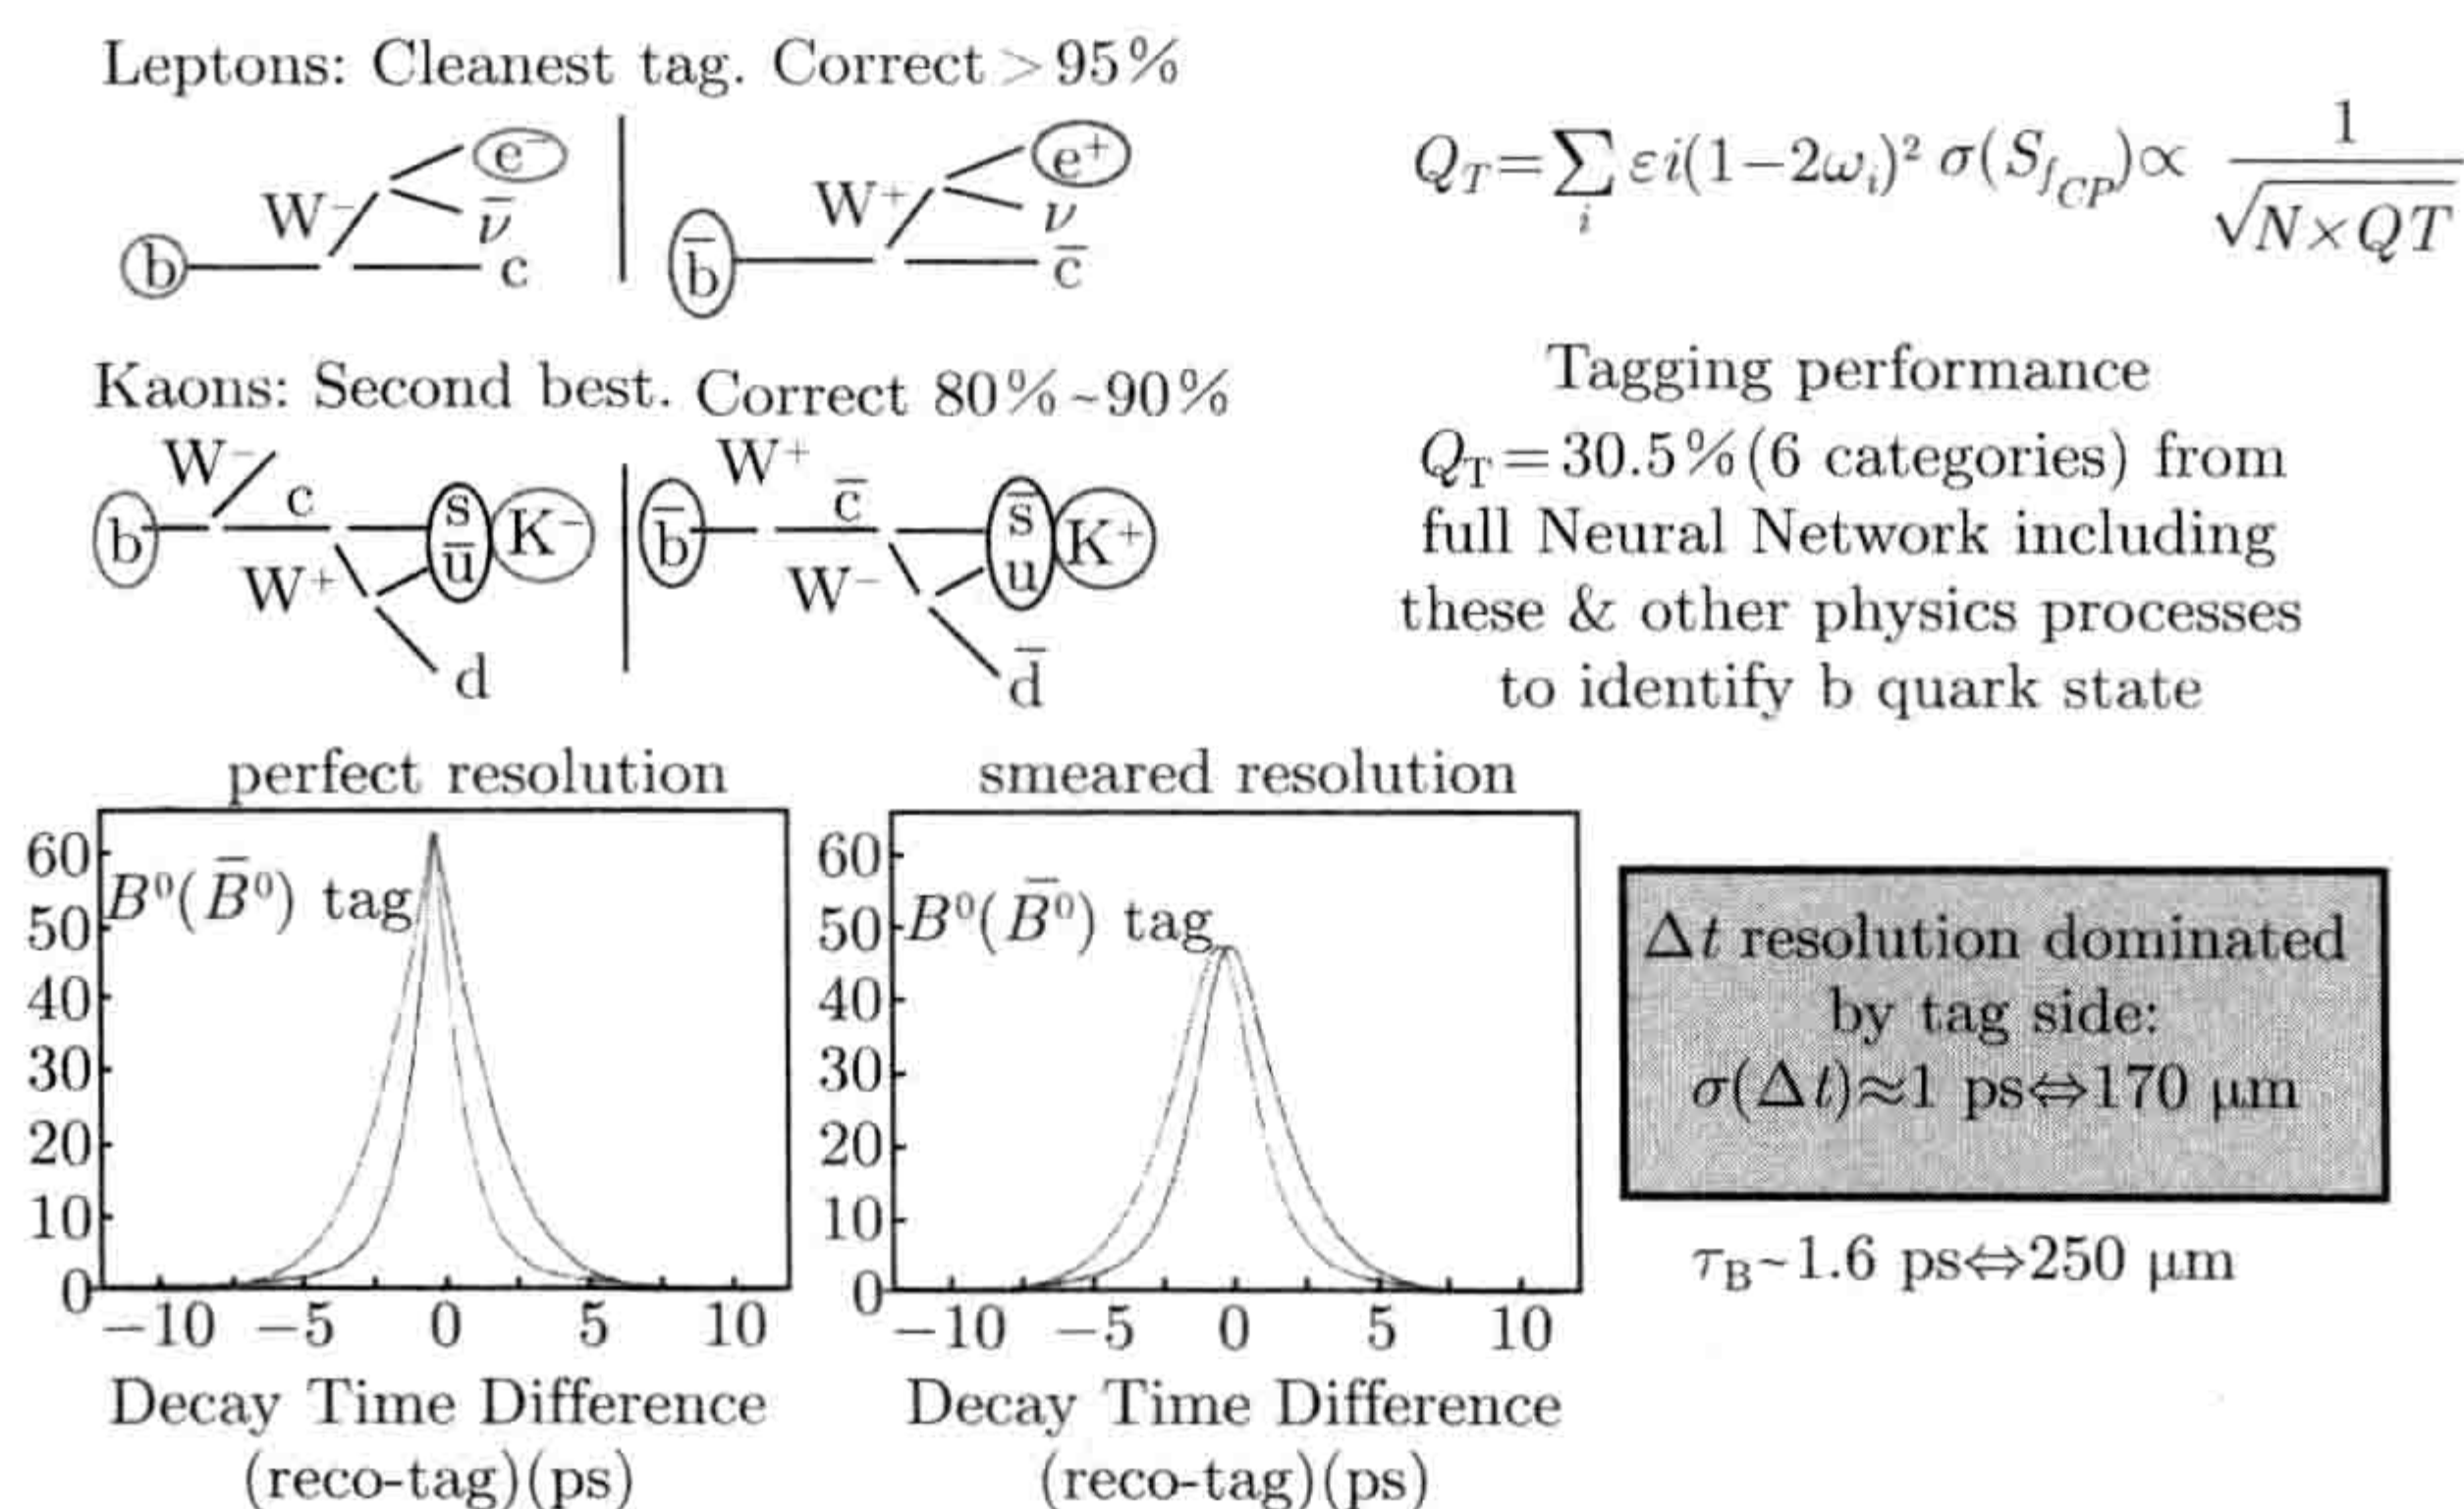 Leptons: Cleanest tag. Correct > 95%
e⁻
W⁻
ν̄
b
c
e⁺
W⁺
ν
b̄
c̄
Q_T=∑_i εi(1−2ω_i)² σ(S_{f_CP})∝ 1/√(N×QT)
Kaons: Second best. Correct 80%~90%
W⁻
c
s
K⁻
b
ū
W⁺
d
W⁺
c̄
s̄
K⁺
b̄
u
W⁻
d̄
Tagging performance
Q_T=30.5%(6 categories) from
full Neural Network including
these & other physics processes
to identify b quark state
perfect resolution
60
50
40
30
20
10
0
B⁰(B̄⁰) tag
−10 −5 0 5 10
Decay Time Difference
(reco-tag)(ps)
smeared resolution
60
50
40
30
20
10
0
B⁰(B̄⁰) tag
−10 −5 0 5 10
Decay Time Difference
(reco-tag)(ps)
Δt resolution dominated
by tag side:
σ(Δt)≈1 ps⇔170 μm
τ_B~1.6 ps⇔250 μm